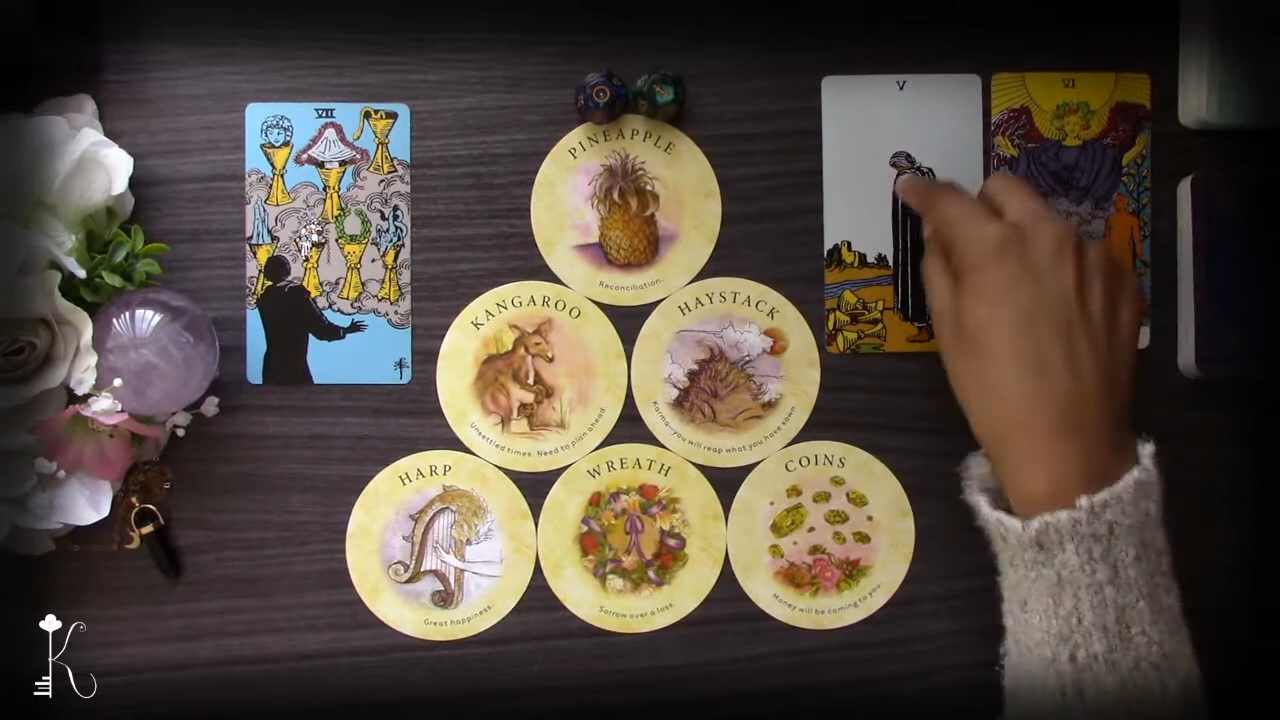 VII
V
VI
PINEAPPLE
Reconciliation.
KANGAROO
Unsettled times. Need to plan ahead.
HAYSTACK
Karma—you will reap what you have sown
HARP
Great happiness.
WREATH
Sorrow over a loss
COINS
Money will be coming to you.
K